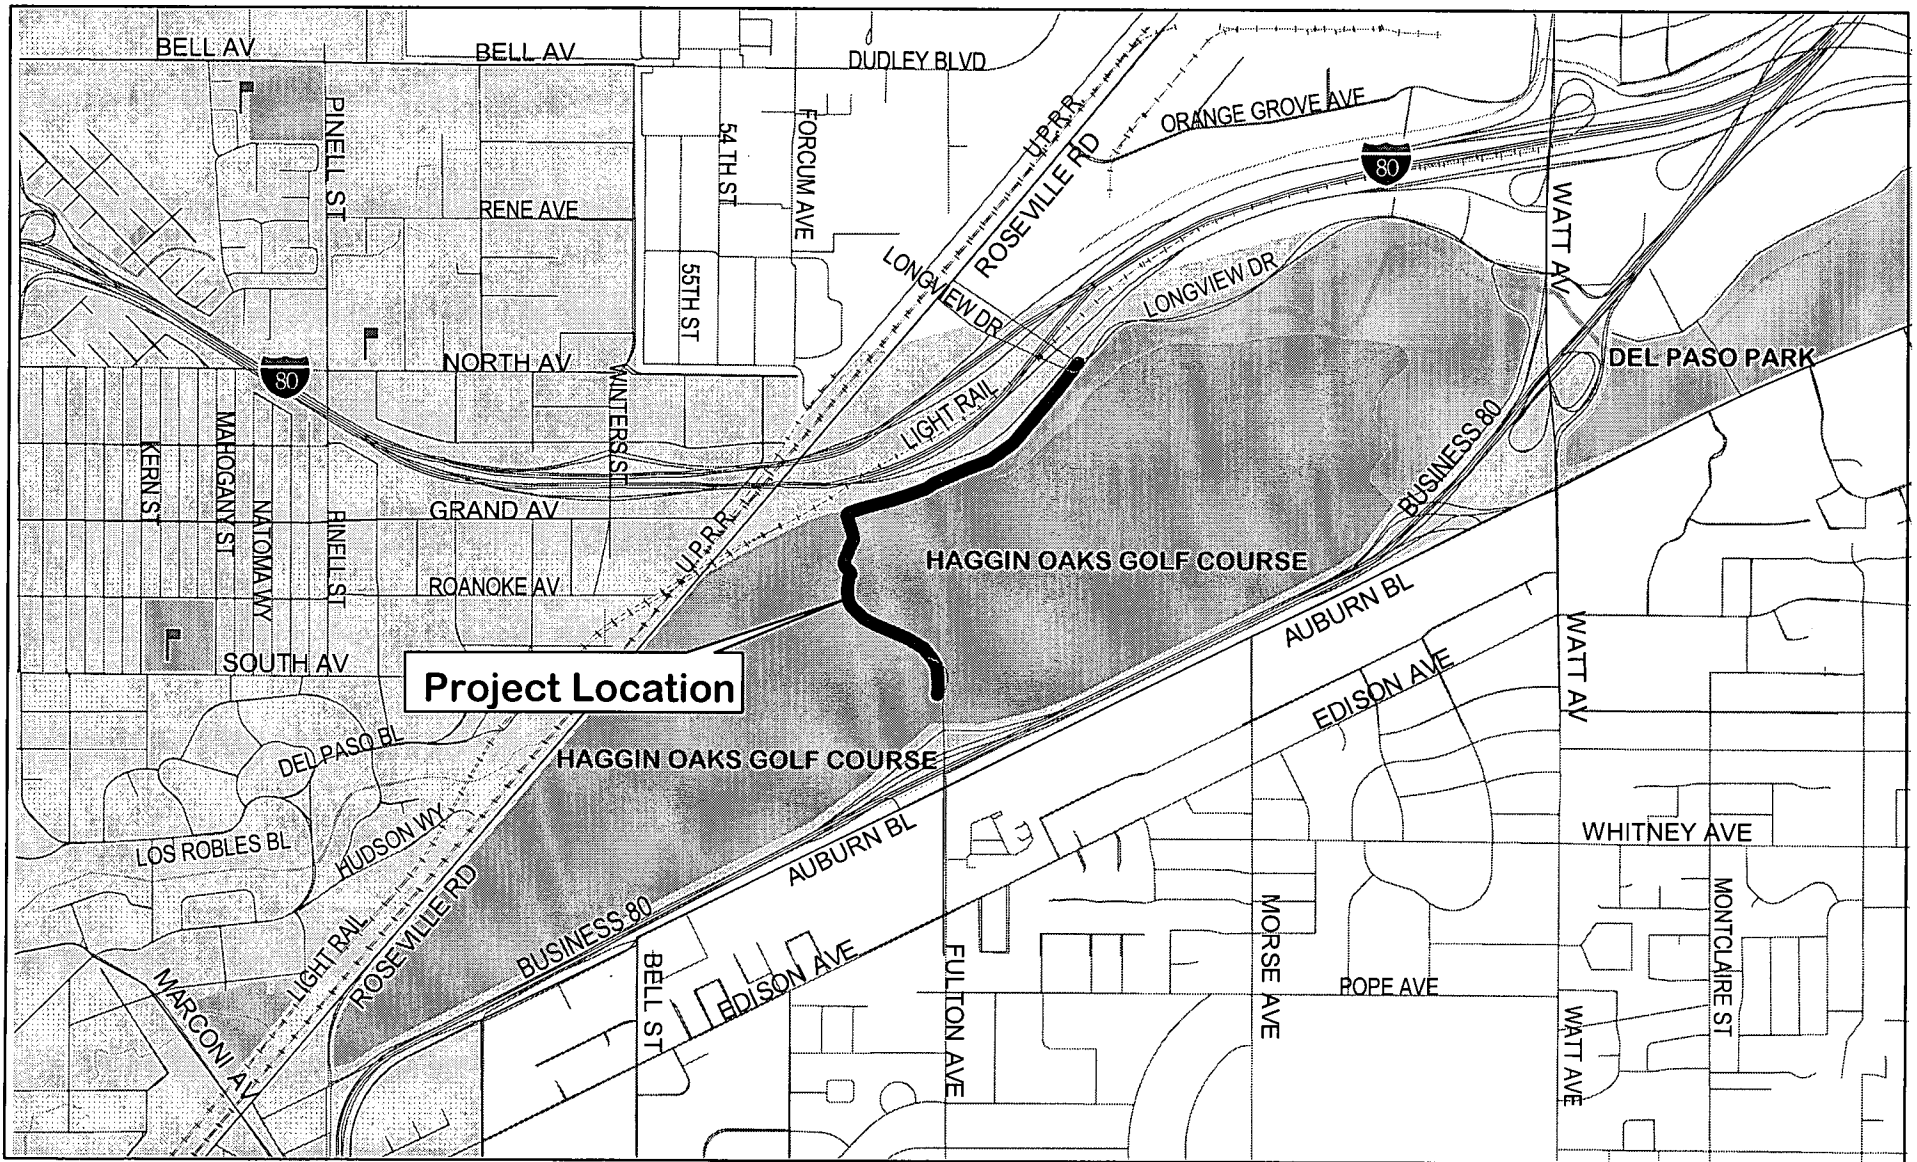 BELL AV
BELL AV
DUDLEY BLVD
PINELL ST
54 TH ST
FORCUM AVE
U.P.R.R.
ROSEVILLE RD
ORANGE GROVE AVE
80
WATT AV
RENE AVE
55TH ST
LONGVIEW DR
LONGVIEW DR
NORTH AV
80
WINTERS ST
LIGHT RAIL
DEL PASO PARK
BUSINESS 80
KERN ST
MAHOGANY ST
NATOMA WY
PINELL ST
GRAND AV
U.P.R.R.
ROANOKE AV
HAGGIN OAKS GOLF COURSE
AUBURN BL
SOUTH AV
Project Location
WATT AV
EDISON AVE
DEL PASO BL
HAGGIN OAKS GOLF COURSE
LOS ROBLES BL
HUDSON WY
AUBURN BL
WHITNEY AVE
LIGHT RAIL
ROSEVILLE RD
BUSINESS 80
MARCONI AV
BELL ST
EDISON AVE
FULTON AVE
MORSE AVE
POPE AVE
WATT AVE
MONTCLAIRE ST